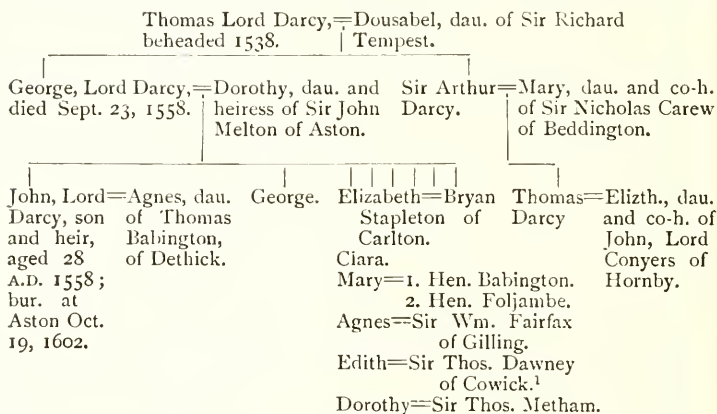 Thomas Lord Darcy,=Dousabel, dau. of Sir Richard
beheaded 1538. Tempest.
George, Lord Darcy,=Dorothy, dau. and
died Sept. 23, 1558. heiress of Sir John
Melton of Aston.
Sir Arthur=Mary, dau. and co-h.
Darcy. of Sir Nicholas Carew
of Beddington.
John, Lord=Agnes, dau.
Darcy, son of Thomas
and heir, Babington,
aged 28 of Dethick.
A.D. 1558;
bur. at
Aston Oct.
19, 1602.
George.
Elizabeth=Bryan
Stapleton of
Carlton.
Ciara.
Mary=1. Hen. Babington.
2. Hen. Foljambe.
Agnes=Sir Wm. Fairfax
of Gilling.
Edith=Sir Thos. Dawney
of Cowick.¹
Dorothy=Sir Thos. Metham.
Thomas=Elizth., dau.
Darcy and co-h. of
John, Lord
Conyers of
Hornby.